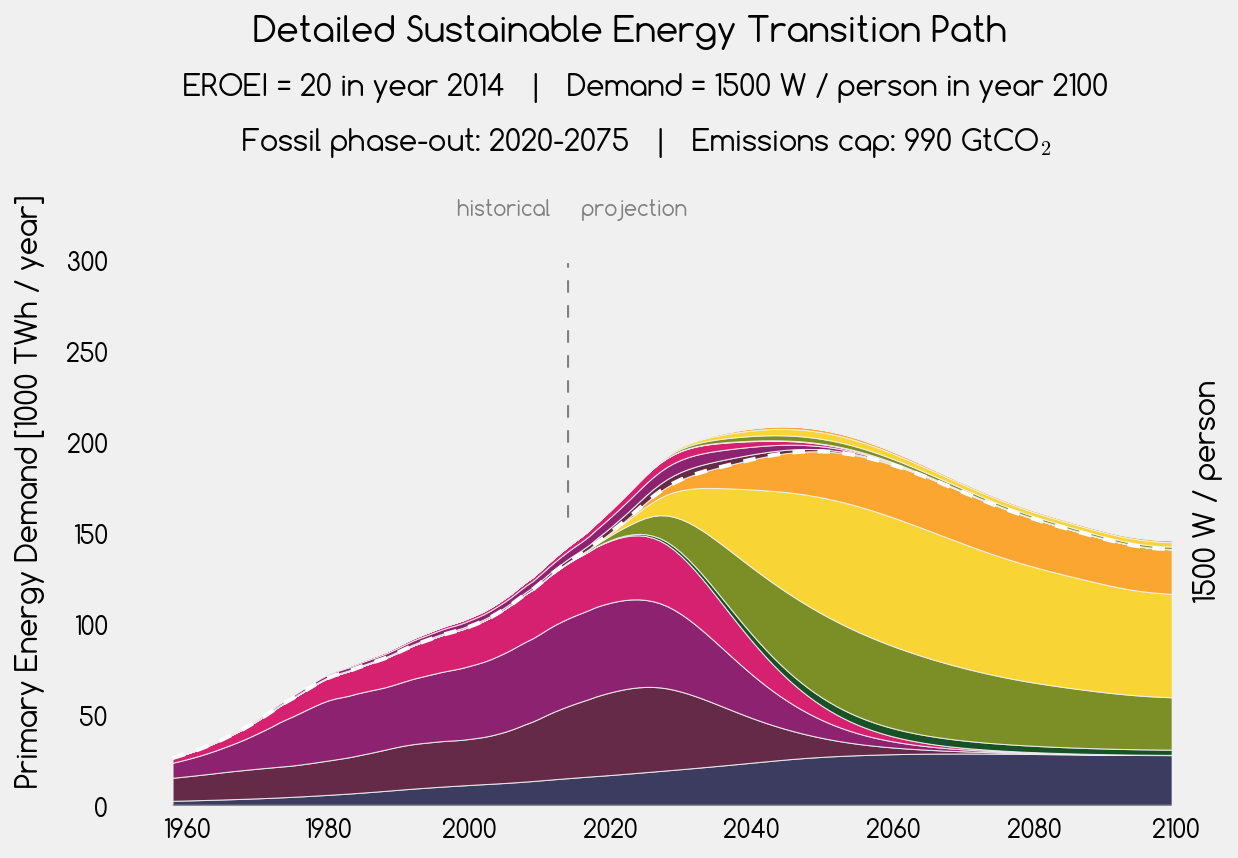 Detailed Sustainable Energy Transition Path
EROEI = 20 in year 2014 | Demand = 1500 W / person in year 2100
Fossil phase-out: 2020-2075 | Emissions cap: 990 GtCO₂
historical projection
Primary Energy Demand [1000 TWh / year]
300
250
200
150
100
50
0
1500 W / person
1960 1980 2000 2020 2040 2060 2080 2100